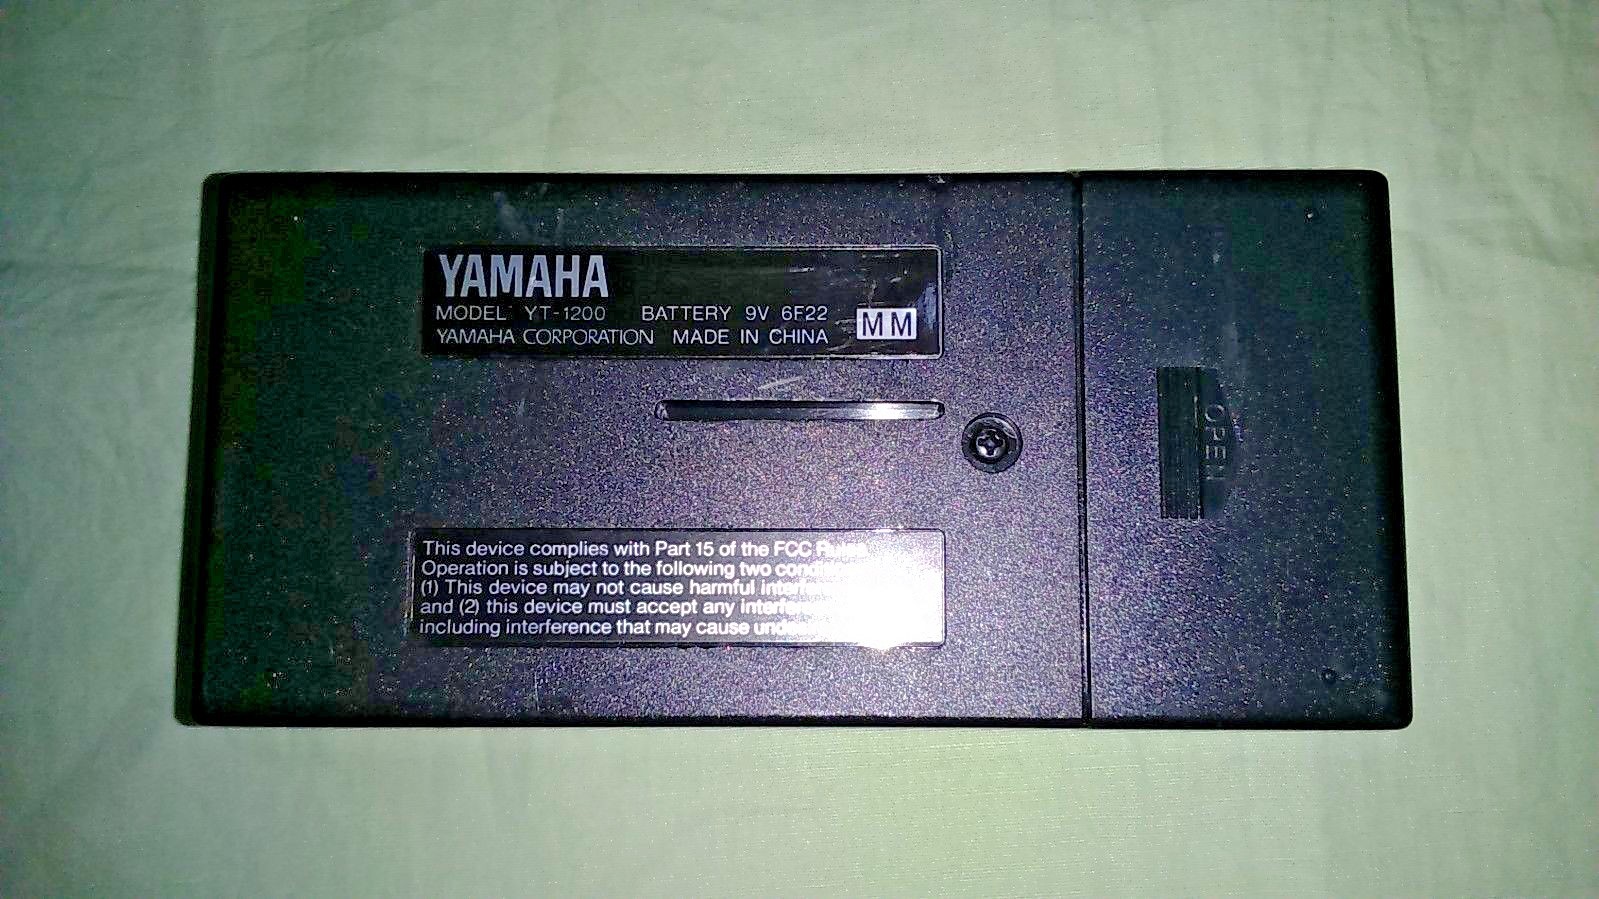 YAMAHA
MODEL YT-1200 BATTERY 9V 6F22
YAMAHA CORPORATION MADE IN CHINA
MM
OPEN
This device complies with Part 15 of the FCC Rules.
Operation is subject to the following two
(1) This device may not cause harmful
and (2) this device must accept any
including interference that may cause